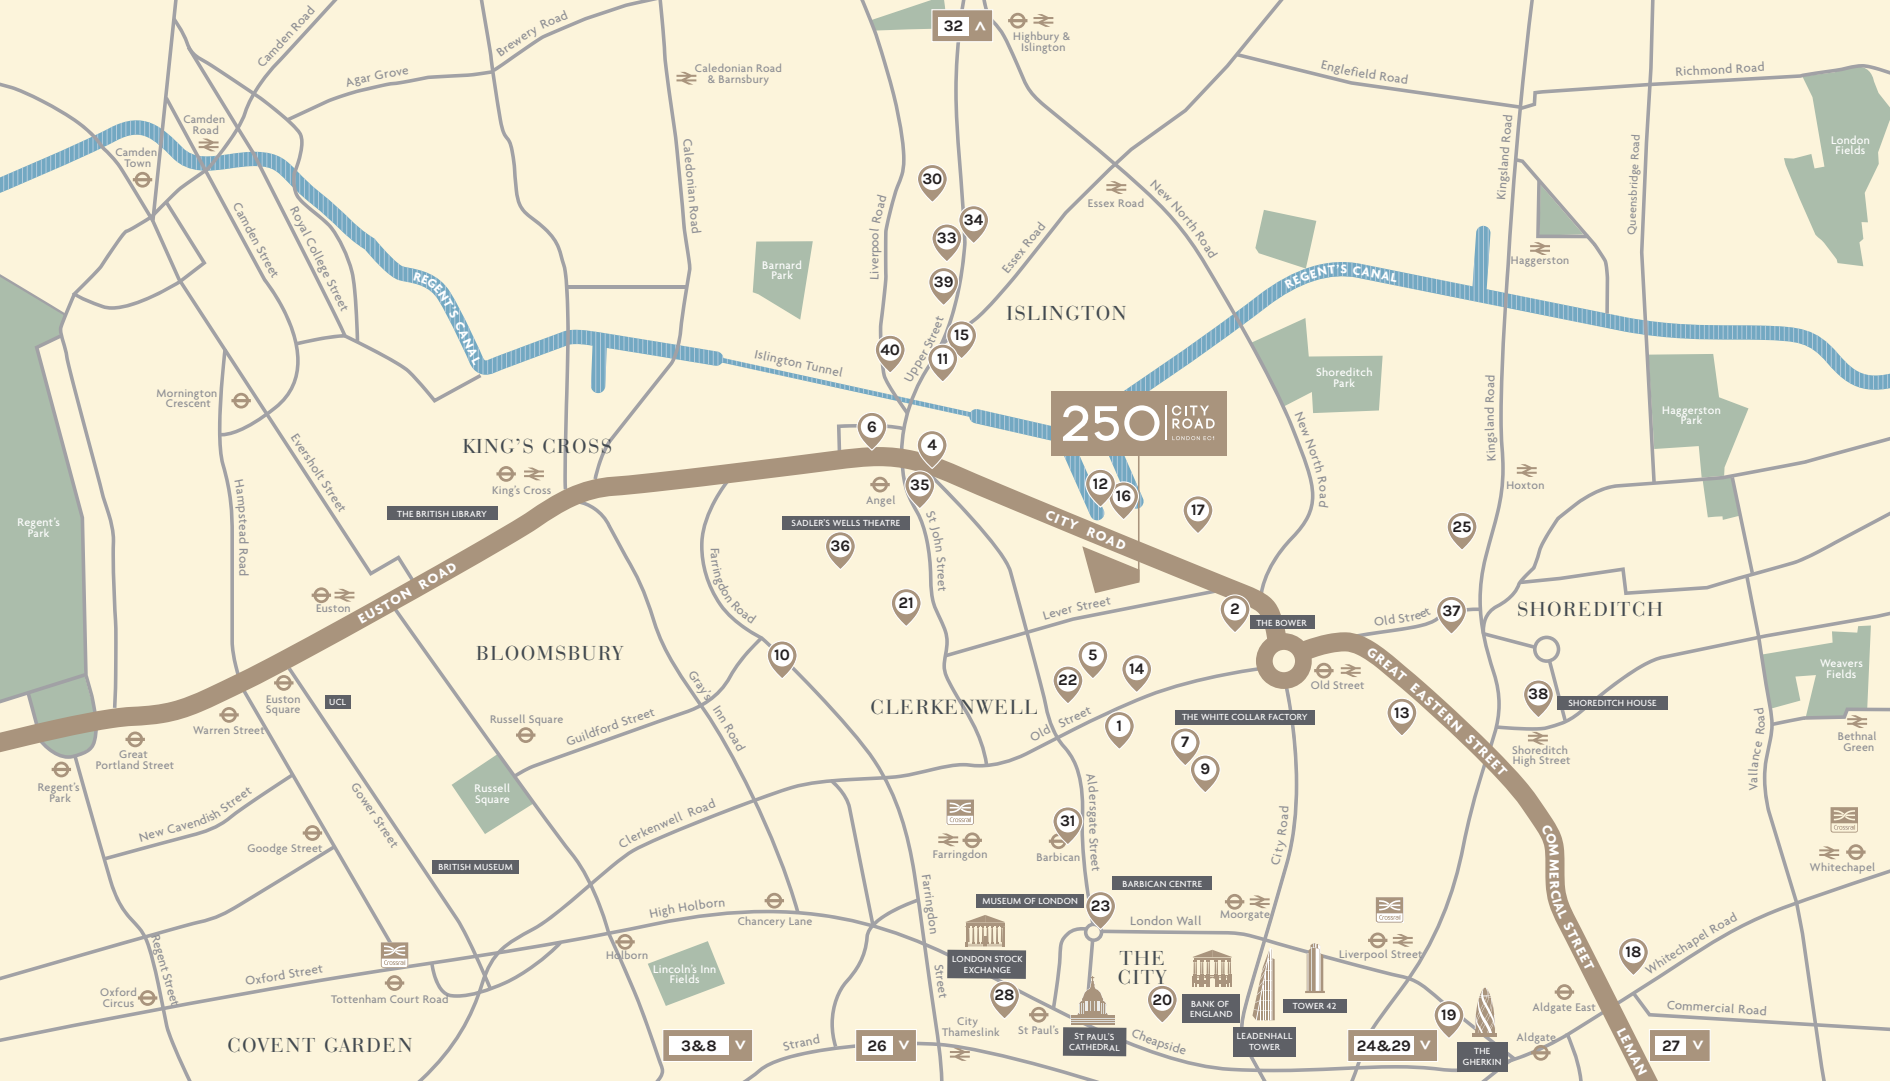 Camden Road
Brewery Road
Agar Grove
Camden
Road
Camden
Town
Caledonian Road
& Barnsbury
Caledonian Road
32
Highbury &
Islington
Englefield Road
Richmond Road
London
Fields
Kingsland Road
Queensbridge Road
Haggerston
Essex Road
New North Road
Essex Road
Liverpool Road
30
34
33
39
15
11
40
Upper Street
ISLINGTON
Barnard
Park
Camden Street
Royal College Street
REGENT'S CANAL
REGENT'S CANAL
Islington Tunnel
Shoreditch
Park
Haggerston
Park
Kingsland Road
New North Road
Mornington
Crescent
Eversholt Street
Hampstead Road
KING'S CROSS
King's Cross
THE BRITISH LIBRARY
6
4
35
Angel
SADLER'S WELLS THEATRE
36
21
St John Street
250
CITY
ROAD
LONDON EC1
12
16
17
CITY ROAD
Hoxton
25
Regent's
Park
Euston
EUSTON ROAD
Farringdon Road
Lever Street
2
THE BOWER
Old Street
37
SHOREDITCH
BLOOMSBURY
10
5
22
14
1
CLERKENWELL
Old Street
Old Street
GREAT EASTERN STREET
13
38
SHOREDITCH HOUSE
Weavers
Fields
Euston
Square
UCL
Warren Street
Great
Portland Street
Regent's
Park
Russell Square
Guildford Street
Gray's Inn Road
THE WHITE COLLAR FACTORY
7
9
Shoreditch
High Street
Vallance Road
Bethnal
Green
Russell
Square
New Cavendish Street
Goodge Street
Gower Street
Clerkenwell Road
BRITISH MUSEUM
Crossrail
Farringdon
31
Barbican
Aldersgate Street
City Road
COMMERCIAL STREET
Crossrail
Whitechapel
BARBICAN CENTRE
MUSEUM OF LONDON
23
London Wall
Moorgate
Crossrail
Liverpool Street
High Holborn
Chancery Lane
Holborn
Lincoln's Inn
Fields
Farringdon
Street
LONDON STOCK
EXCHANGE
THE
CITY
BANK OF
ENGLAND
TOWER 42
18
Whitechapel Road
Regent Street
Oxford Street
Oxford
Circus
Crossrail
Tottenham Court Road
COVENT GARDEN
3&8
Strand
26
City
Thameslink
28
St Paul's
ST PAUL'S
CATHEDRAL
20
Cheapside
LEADENHALL
TOWER
24&29
19
THE
GHERKIN
Aldgate East
Aldgate
Commercial Road
LEMAN
27